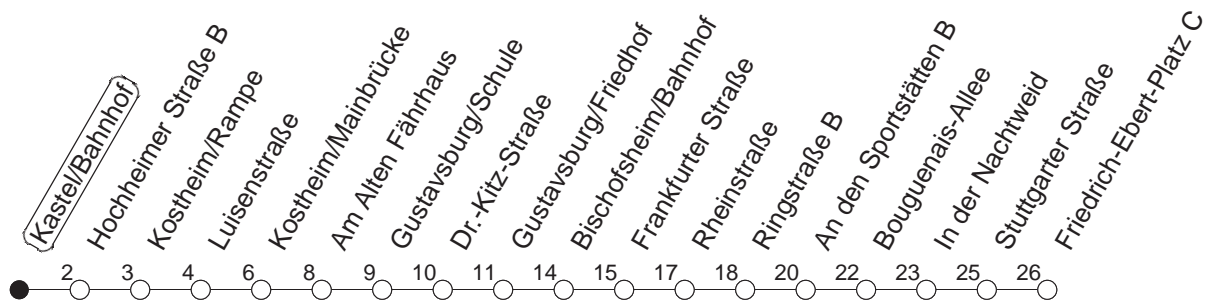 Kastel/Bahnhof
Hochheimer Straße B
Kostheim/Rampe
Luisenstraße
Kostheim/Mainbrücke
Am Alten Fährhaus
Gustavsburg/Schule
Dr.-Kitz-Straße
Gustavsburg/Friedhof
Bischofsheim/Bahnhof
Frankfurter Straße
Rheinstraße
Ringstraße B
An den Sportstätten B
Bouguenais-Allee
In der Nachtweid
Stuttgarter Straße
Friedrich-Ebert-Platz C
2 3 4 6 8 9 10 11 14 15 17 18 20 22 23 25 26